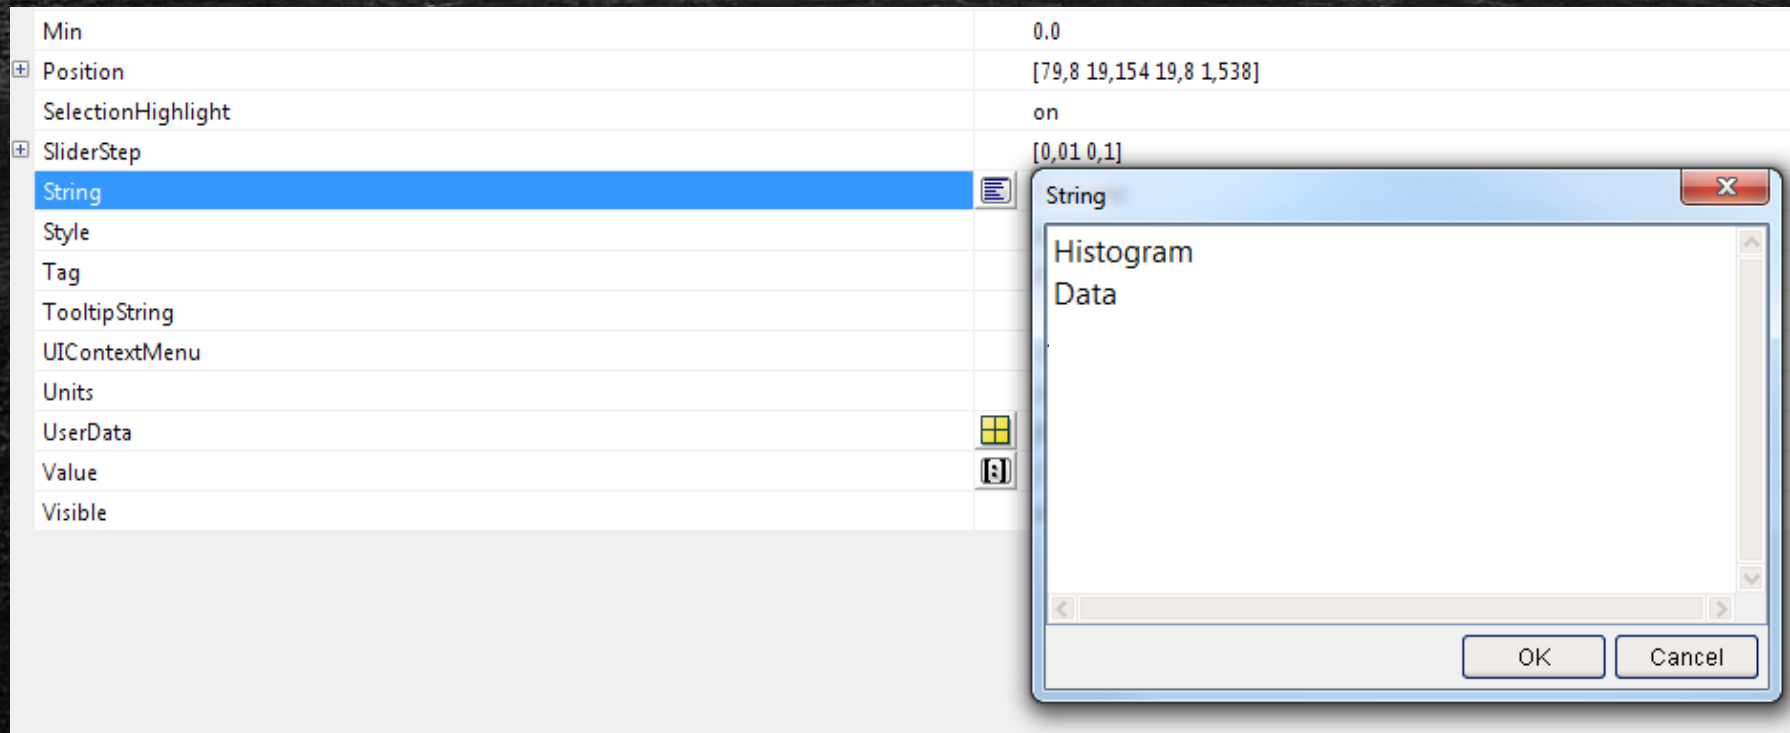 Min 0.0
Position [79,8 19,154 19,8 1,538]
SelectionHighlight on
SliderStep [0,01 0,1]
String
Style
Tag
TooltipString
UIContextMenu
Units
UserData
Value
Visible
String
Histogram
Data
OK Cancel